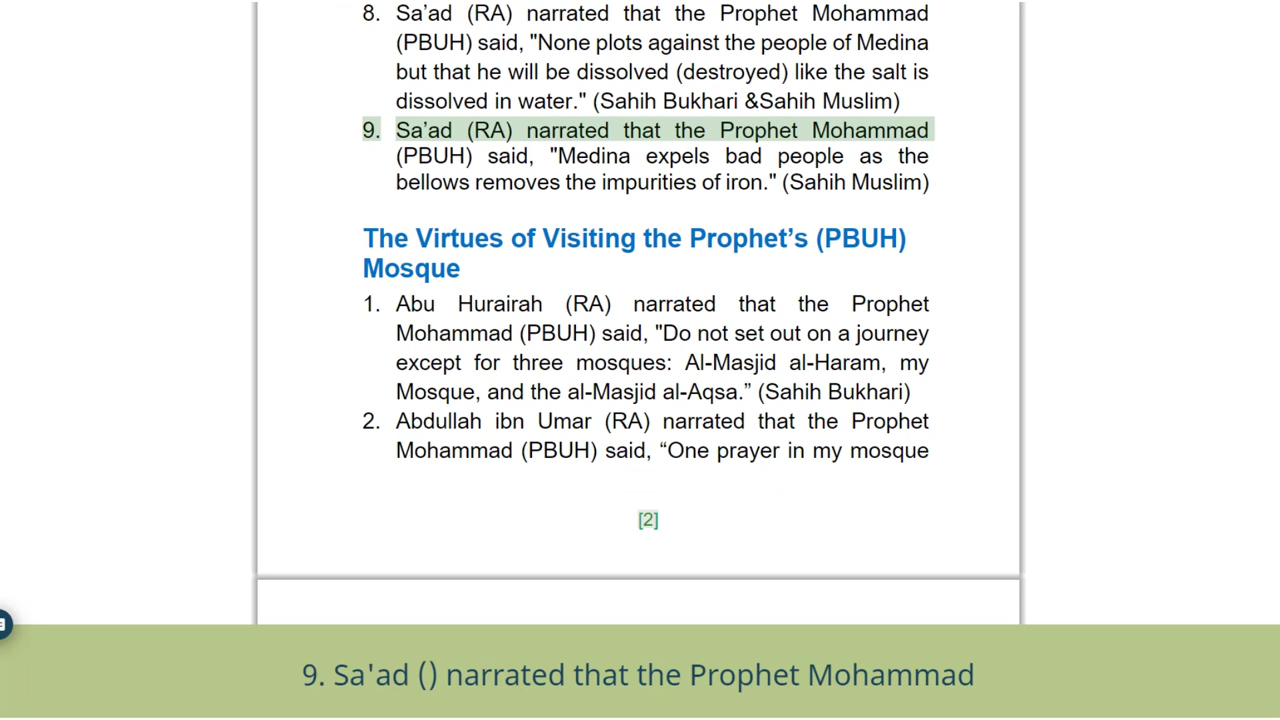 8. Sa’ad (RA) narrated that the Prophet Mohammad
(PBUH) said, "None plots against the people of Medina
but that he will be dissolved (destroyed) like the salt is
dissolved in water." (Sahih Bukhari &Sahih Muslim)
9. Sa’ad (RA) narrated that the Prophet Mohammad
(PBUH) said, "Medina expels bad people as the
bellows removes the impurities of iron." (Sahih Muslim)
The Virtues of Visiting the Prophet’s (PBUH)
Mosque
1. Abu Hurairah (RA) narrated that the Prophet
Mohammad (PBUH) said, "Do not set out on a journey
except for three mosques: Al-Masjid al-Haram, my
Mosque, and the al-Masjid al-Aqsa.” (Sahih Bukhari)
2. Abdullah ibn Umar (RA) narrated that the Prophet
Mohammad (PBUH) said, “One prayer in my mosque
[2]
9. Sa'ad () narrated that the Prophet Mohammad